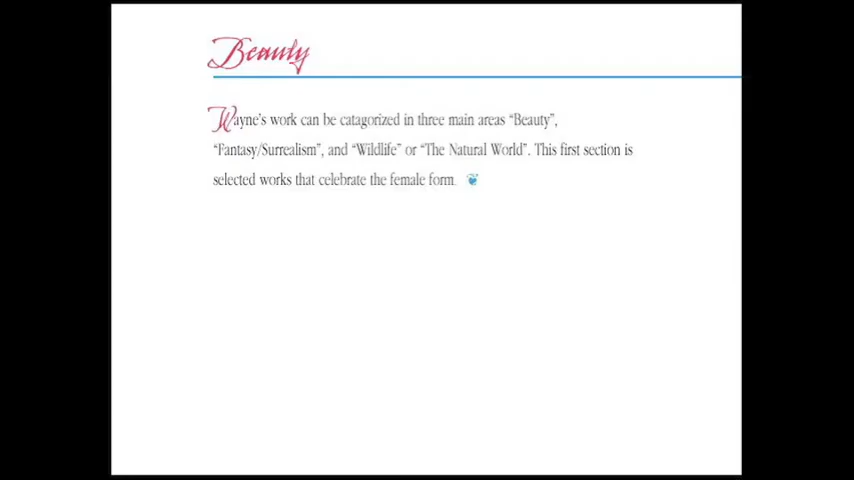 Beauty
Wayne's work can be catagorized in three main areas “Beauty”,
“Fantasy/Surrealism”, and “Wildlife” or “The Natural World”. This first section is
selected works that celebrate the female form.